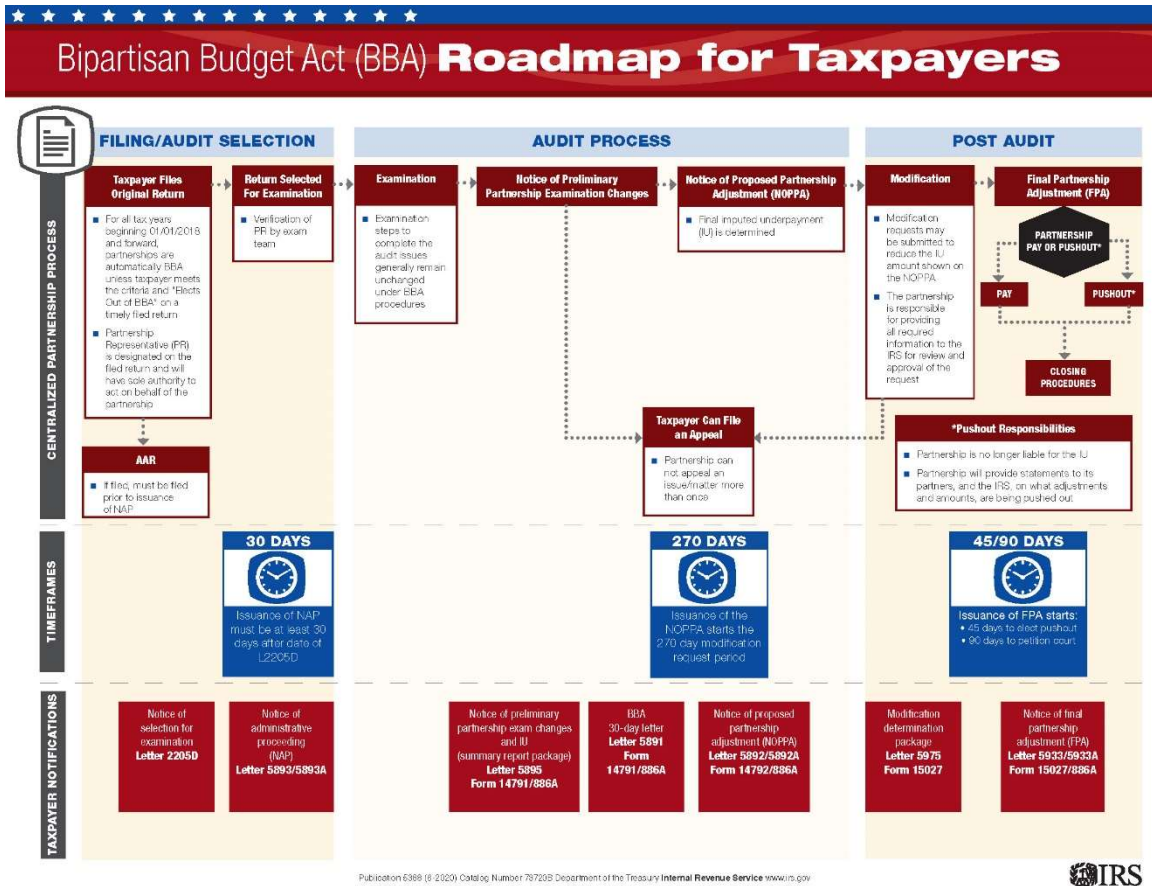 Bipartisan Budget Act (BBA) Roadmap for Taxpayers
FILING/AUDIT SELECTION
AUDIT PROCESS
POST AUDIT
CENTRALIZED PARTNERSHIP PROCESS
Taxpayer Files
Original Return
■ For all tax years
beginning 01/01/2018
and forward,
partnerships are
automatically BBA
unless taxpayer meets
the criteria and "Elects
Out of BBA" on a
timely filed return
■ Partnership
Representative (PR)
is designated on the
filed return and will
have sole authority to
act on behalf of the
partnership
AAR
■ If filed, must be filed
prior to issuance
of NAP
Return Selected
For Examination
■ Verification of
PR by exam
team
Examination
■ Examination
steps to
complete the
audit issues
generally remain
unchanged
under BBA
procedures
Notice of Preliminary
Partnership Examination Changes
Notice of Proposed Partnership
Adjustment (NOPPA)
■ Final imputed underpayment
(IU) is determined
Taxpayer Can File
an Appeal
■ Partnership can
not appeal an
issue/matter more
than once
Modification
■ Modification
requests may
be submitted to
reduce the IU
amount shown on
the NOPPA
■ The partnership
is responsible
for providing
all required
information to the
IRS for review and
approval of the
request
Final Partnership
Adjustment (FPA)
PARTNERSHIP
PAY OR PUSHOUT*
PAY
PUSHOUT*
CLOSING
PROCEDURES
*Pushout Responsibilities
■ Partnership is no longer liable for the IU
■ Partnership will provide statements to its
partners, and the IRS, on what adjustments
and amounts, are being pushed out
TIMEFRAMES
30 DAYS
Issuance of NAP
must be at least 30
days after date of
L2205D
270 DAYS
Issuance of the
NOPPA starts the
270 day modification
request period
45/90 DAYS
Issuance of FPA starts:
• 45 days to elect pushout
• 90 days to petition court
TAXPAYER NOTIFICATIONS
Notice of
selection for
examination
Letter 2205D
Notice of
administrative
proceeding
(NAP)
Letter 5893/5893A
Notice of preliminary
partnership exam changes
and IU
(summary report package)
Letter 5895
Form 14791/886A
BBA
30-day letter
Letter 5891
Form
14791/886A
Notice of proposed
partnership
adjustment (NOPPA)
Letter 5892/5892A
Form 14792/886A
Modification
determination
package
Letter 5975
Form 15027
Notice of final
partnership
adjustment (FPA)
Letter 5933/5933A
Form 15027/886A
Publication 5388 (6-2020) Catalog Number 73720B Department of the Treasury Internal Revenue Service www.irs.gov
IRS